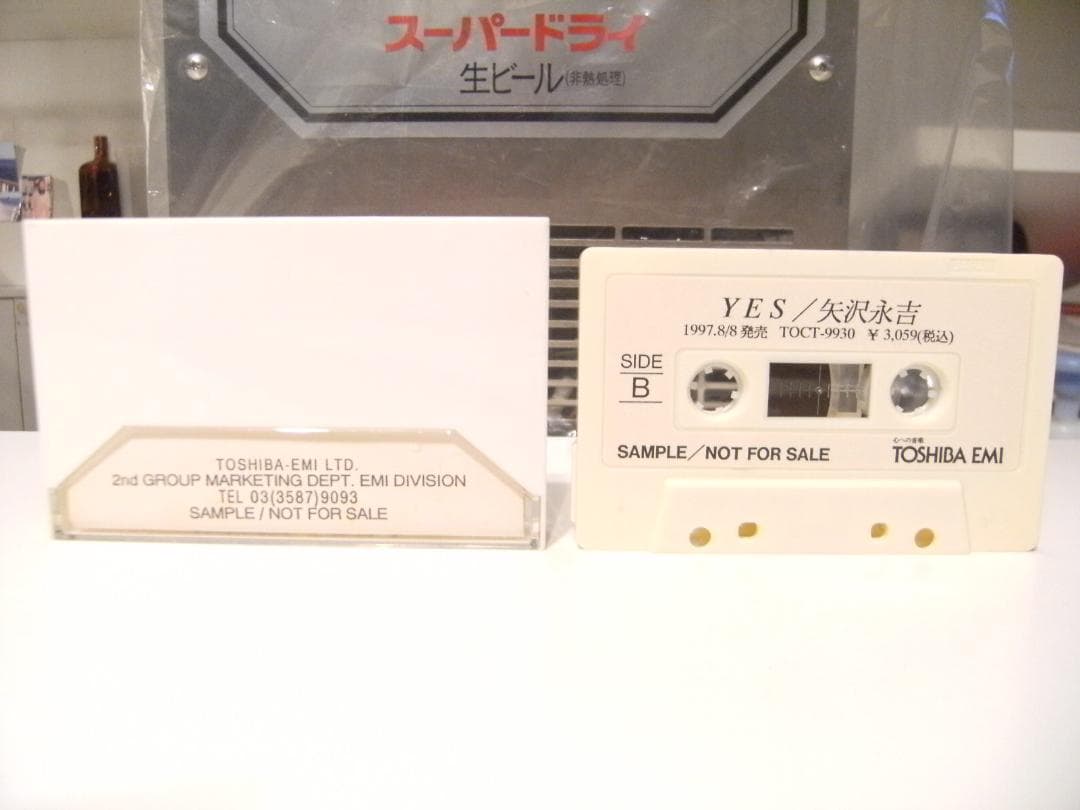 スーパードライ
生ビール(非熱処理)
TOSHIBA-EMI LTD.
2nd GROUP MARKETING DEPT. EMI DIVISION
TEL 03(3587)9093
SAMPLE / NOT FOR SALE
YES／矢沢永吉
1997.8/8 発売 TOCT-9930 ￥3,059(税込)
SIDE
B
SAMPLE／NOT FOR SALE
TOSHIBA EMI